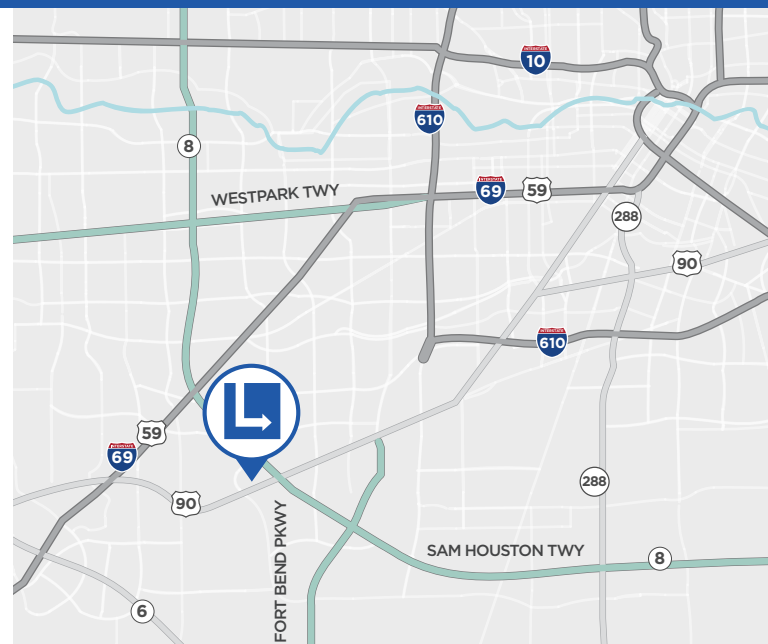 INTERSTATE
10
INTERSTATE
610
8
WESTPARK TWY
INTERSTATE
69
59
288
90
INTERSTATE
610
59
INTERSTATE
69
90
288
FORT BEND PKWY
SAM HOUSTON TWY
8
6